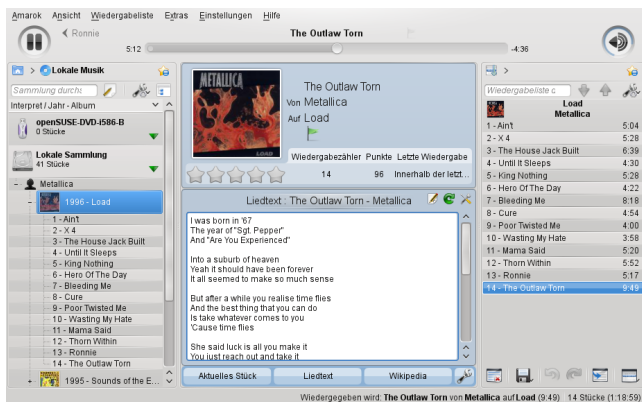 Amarok Ansicht Wiedergabeliste Extras Einstellungen Hilfe
Ronnie
The Outlaw Torn
5:12
-4:36
Lokale Musik
Sammlung durchs
Interpret / Jahr - Album
openSUSE-DVD-i586-B
0 Stücke
Lokale Sammlung
41 Stücke
Metallica
1996 - Load
1 - Ain't
2 - X 4
3 - The House Jack Built
4 - Until It Sleeps
5 - King Nothing
6 - Hero Of The Day
7 - Bleeding Me
8 - Cure
9 - Poor Twisted Me
10 - Wasting My Hate
11 - Mama Said
12 - Thorn Within
13 - Ronnie
14 - The Outlaw Torn
1995 - Sounds of the E...
METALLICA
LOAD
The Outlaw Torn
Von Metallica
Auf Load
Wiedergabezähler Punkte Letzte Wiedergabe
14 96 Innerhalb der letzt...
Liedtext : The Outlaw Torn - Metallica
I was born in '67
The year of "Sgt. Pepper"
And "Are You Experienced"
Into a suburb of heaven
Yeah it should have been forever
It all seemed to make so much sense
But after a while you realise time flies
And the best thing that you can do
Is take whatever comes to you
'Cause time flies
She said luck is all you make it
You just reach out and take it
Aktuelles Stück Liedtext Wikipedia
Wiedergabeliste c
Load
Metallica
1 - Ain't 5:04
2 - X 4 5:28
3 - The House Jack Built 6:39
4 - Until It Sleeps 4:30
5 - King Nothing 5:28
6 - Hero Of The Day 4:22
7 - Bleeding Me 8:18
8 - Cure 4:54
9 - Poor Twisted Me 4:00
10 - Wasting My Hate 3:58
11 - Mama Said 5:20
12 - Thorn Within 5:52
13 - Ronnie 5:17
14 - The Outlaw Torn 9:49
Wiedergegeben wird: The Outlaw Torn von Metallica auf Load (9:49) 14 Stücke (1:18:59)